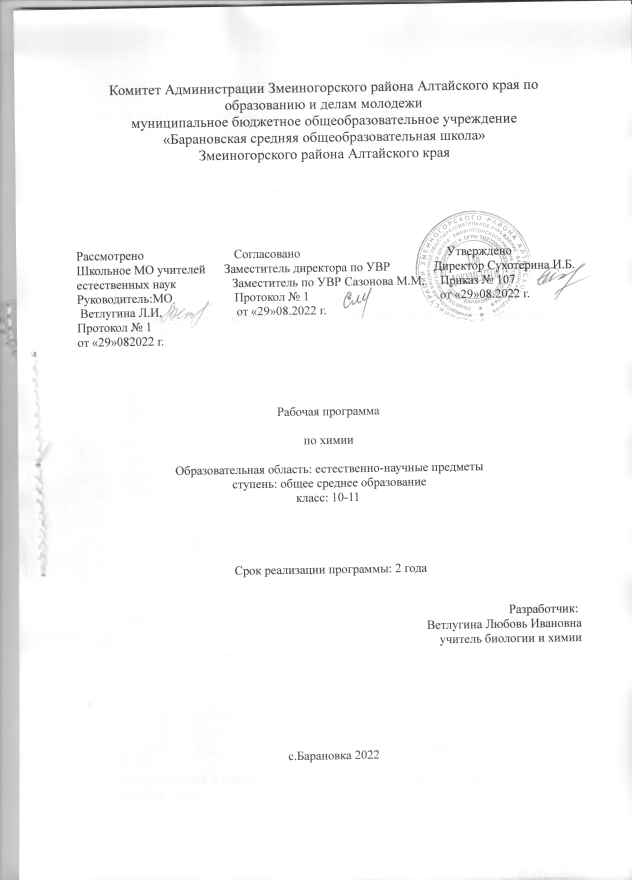 Комитет Администрации Змеиногорского района Алтайского края по
образованию и делам молодежи
муниципальное бюджетное общеобразовательное учреждение
«Барановская средняя общеобразовательная школа»
Змеиногорского района Алтайского края
Рассмотрено
Школьное МО учителей
естественных наук
Руководитель:МО
Ветлугина Л.И.
Протокол № 1
от «29»082022 г.
Согласовано
Заместитель директора по УВР
Заместитель по УВР Сазонова М.М.
Протокол № 1
от «29»08.2022 г.
Утверждено
Директор Сухотерина И.Б.
Приказ № 107
от «29»08.2022 г.
Рабочая программа
по химии
Образовательная область: естественно-научные предметы
ступень: общее среднее образование
класс: 10-11
Срок реализации программы: 2 года
Разработчик:
Ветлугина Любовь Ивановна
учитель биологии и химии
с.Барановка 2022